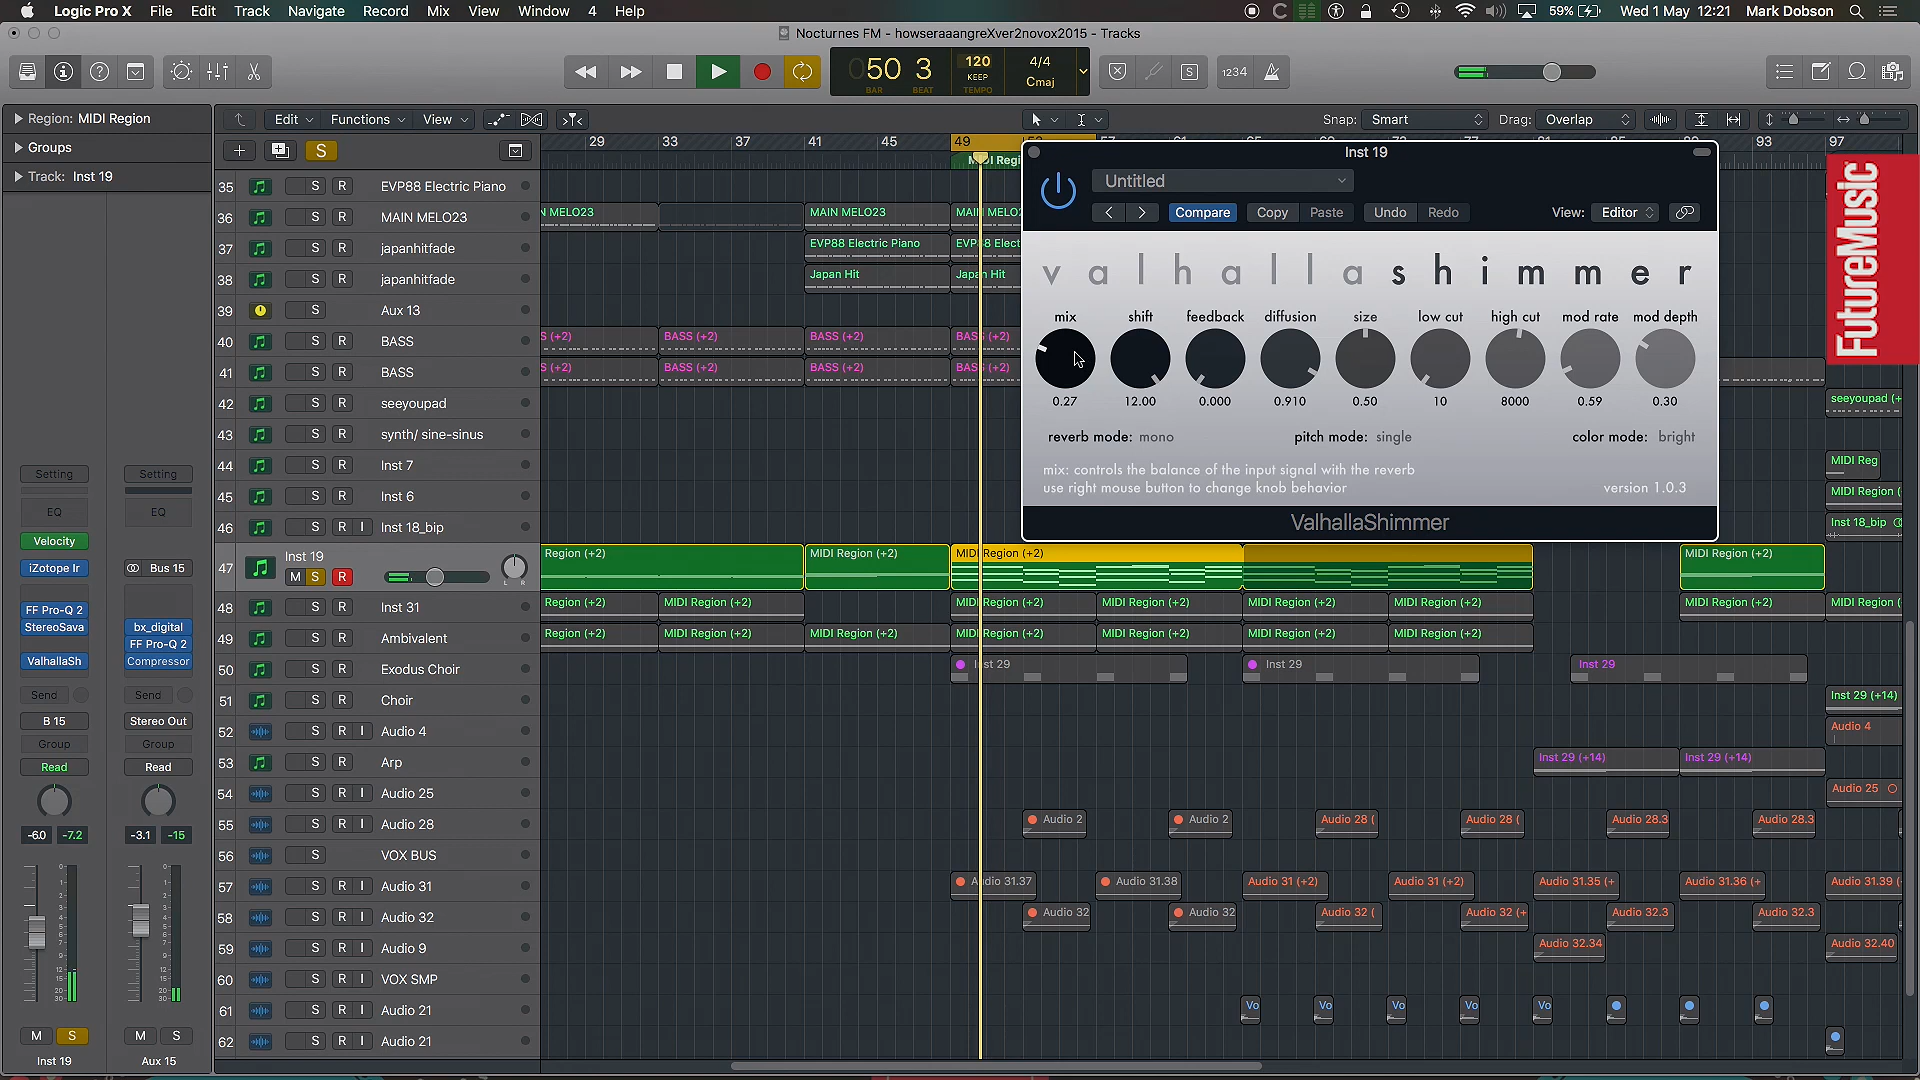 Logic Pro X File Edit Track Navigate Record Mix View Window 4 Help
59% Wed 1 May 12:21 Mark Dobson
Nocturnes FM - howseraaangreXver2novox2015 - Tracks
50 3 120 4/4
KEEP Cmaj
BAR BEAT TEMPO
S 1234
Region: MIDI Region
Edit Functions View
Snap: Smart Drag: Overlap
Groups
29 33 37 41 45 49 93 97
Track: Inst 19
S
Inst 19
Untitled
Compare Copy Paste Undo Redo View: Editor
valhallashimmer
mix shift feedback diffusion size low cut high cut mod rate mod depth
0.27 12.00 0.000 0.910 0.50 10 8000 0.59 0.30
reverb mode: mono pitch mode: single color mode: bright
mix: controls the balance of the input signal with the reverb
use right mouse button to change knob behavior version 1.0.3
ValhallaShimmer
FutureMusic
35 S R EVP88 Electric Piano
36 S R MAIN MELO23 N MELO23 MAIN MELO23
37 S R japanhitfade EVP88 Electric Piano
38 S R japanhitfade Japan Hit
39 S Aux 13
40 S R BASS S (+2) BASS (+2) BASS (+2)
41 S R BASS S (+2) BASS (+2) BASS (+2)
42 S R seeyoupad seeyoupad (+
43 S R synth/ sine-sinus
44 S R Inst 7 MIDI Reg
45 S R Inst 6 MIDI Region (
46 S R I Inst 18_bip Inst 18_bip
47 Inst 19 M S R L R Region (+2) MIDI Region (+2) MIDI Region (+2) MIDI Region (+2)
48 S R Inst 31 Region (+2) MIDI Region (+2) MIDI Region (+2) MIDI Region (+2) MIDI Region (+2) MIDI Region (+2) MIDI Region (+2) MIDI Region (
49 S R Ambivalent Region (+2) MIDI Region (+2) MIDI Region (+2) MIDI Region (+2) MIDI Region (+2) MIDI Region (+2) MIDI Region (+2)
50 S R Exodus Choir Inst 29 Inst 29 Inst 29
51 S R Choir Inst 29 (+14)
52 S R I Audio 4 Audio 4
53 S R Arp Inst 29 (+14) Inst 29 (+14)
54 S R I Audio 25 Audio 25
55 S R I Audio 28 Audio 2 Audio 2 Audio 28 ( Audio 28 ( Audio 28.3 Audio 28.3
56 S VOX BUS
57 S R I Audio 31 Audio 31.37 Audio 31.38 Audio 31 (+2) Audio 31 (+2) Audio 31.35 (+ Audio 31.36 (+ Audio 31.39 (
58 S R I Audio 32 Audio 32 Audio 32 Audio 32 ( Audio 32 (+ Audio 32.3 Audio 32.3
59 S R I Audio 9 Audio 32.34 Audio 32.40
60 S R I VOX SMP
61 S R I Audio 21 Vo Vo Vo Vo Vo
62 S R I Audio 21
Setting Setting
EQ EQ
Velocity
iZotope Ir Bus 15
FF Pro-Q 2
StereoSava bx_digital
FF Pro-Q 2
ValhallaSh Compressor
Send Send
B 15 Stereo Out
Group Group
Read Read
-6.0 -7.2 -3.1 -15
M S M S
Inst 19 Aux 15